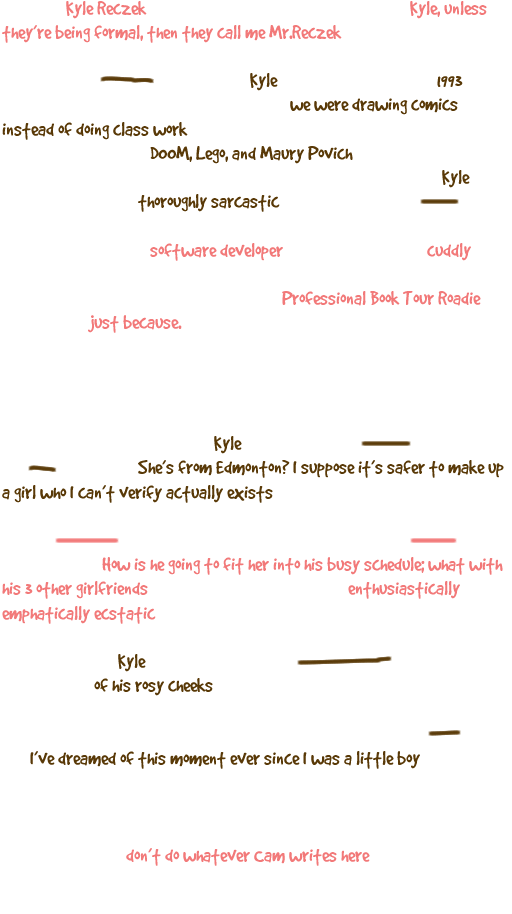 Kyle Reczek Kyle, unless
they're being formal, then they call me Mr.Reczek
Kyle 1993
we were drawing comics
instead of doing class work
DooM, Lego, and Maury Povich
Kyle
thoroughly sarcastic
software developer cuddly
Professional Book Tour Roadie
just because.
Kyle
She's from Edmonton? I suppose it's safer to make up
a girl who I can't verify actually exists
How is he going to fit her into his busy schedule; what with
his 3 other girlfriends enthusiastically
emphatically ecstatic
Kyle
of his rosy cheeks
I've dreamed of this moment ever since I was a little boy
don't do whatever Cam writes here